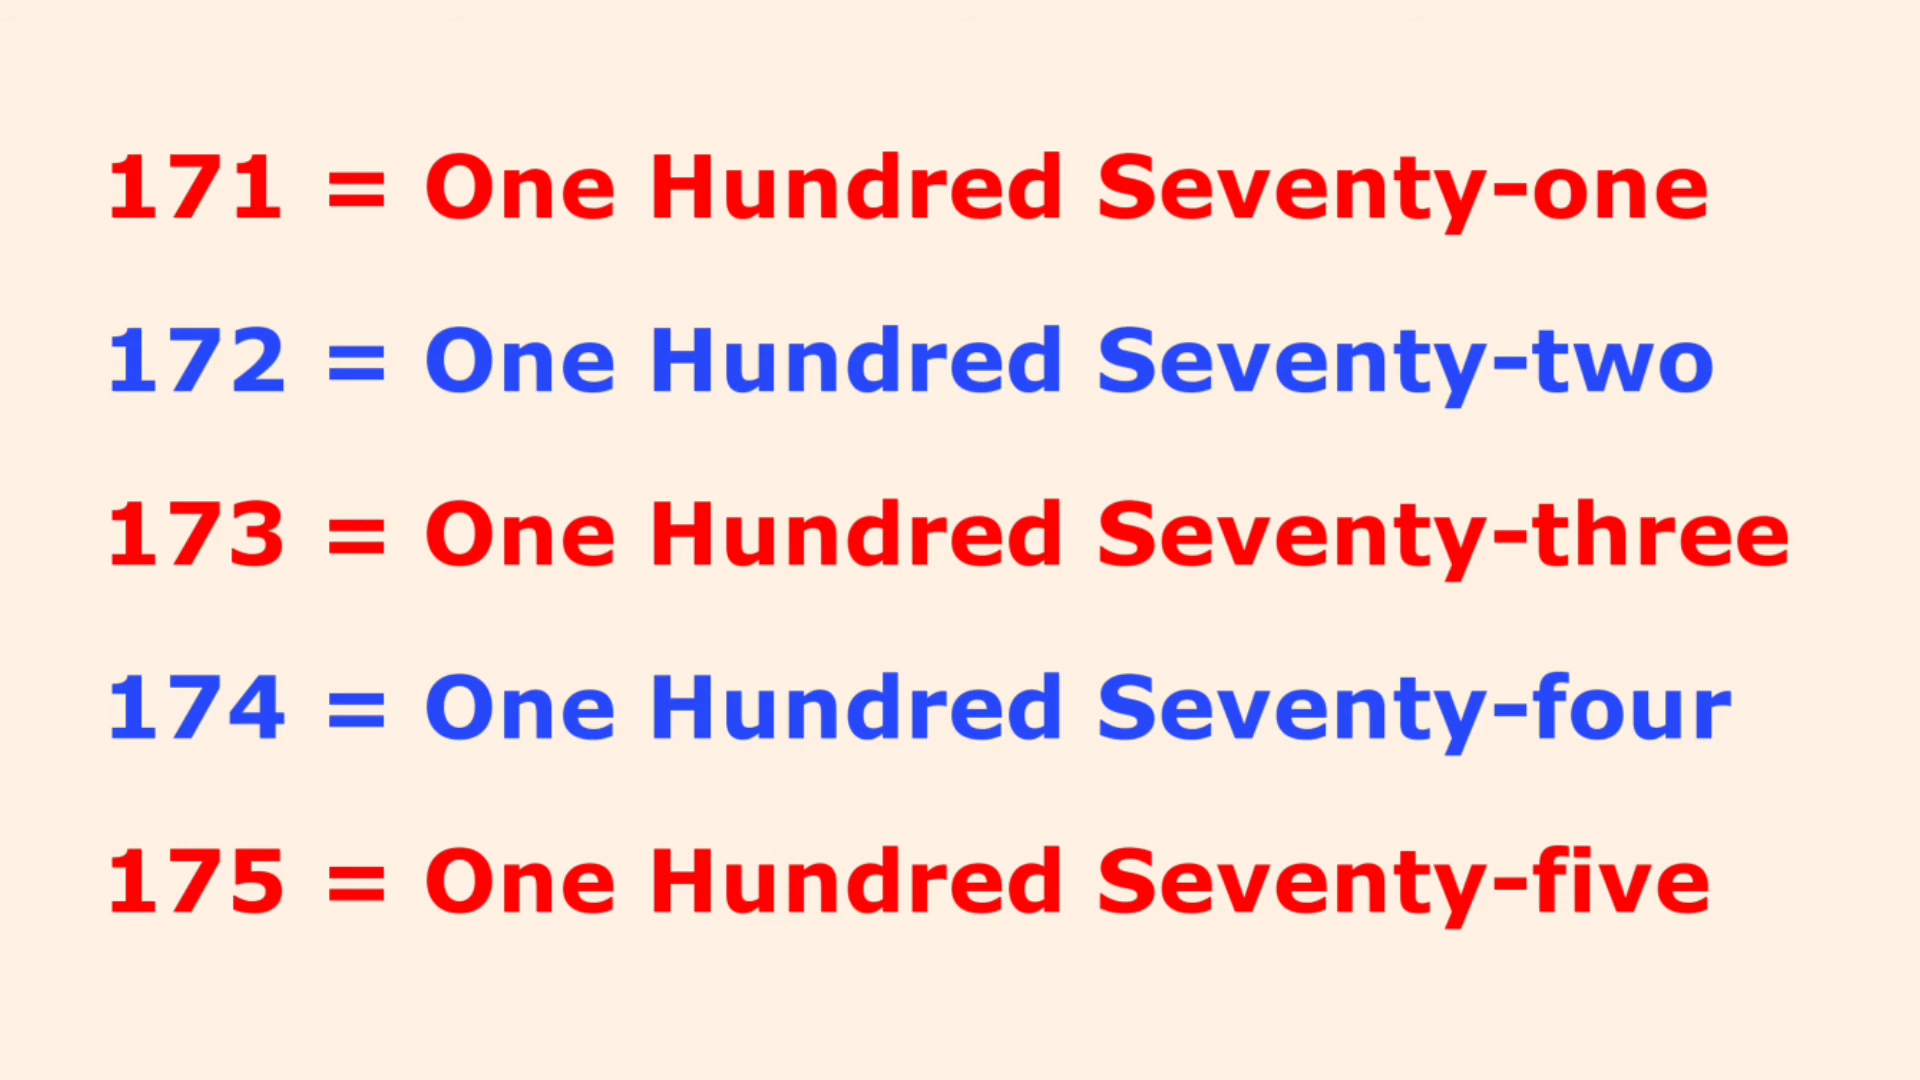 171 = One Hundred Seventy-one
172 = One Hundred Seventy-two
173 = One Hundred Seventy-three
174 = One Hundred Seventy-four
175 = One Hundred Seventy-five